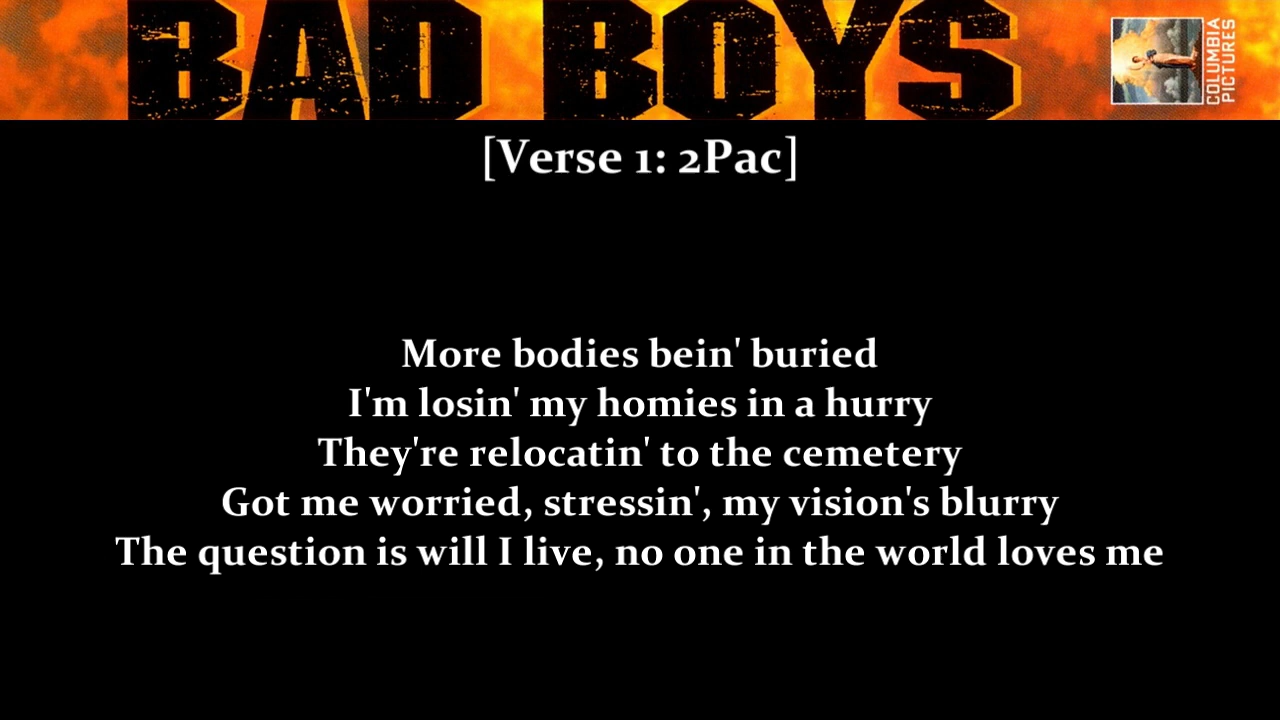 BAD BOYS
COLUMBIA
PICTURES
[Verse 1: 2Pac]
More bodies bein' buried
I'm losin' my homies in a hurry
They're relocatin' to the cemetery
Got me worried, stressin', my vision's blurry
The question is will I live, no one in the world loves me